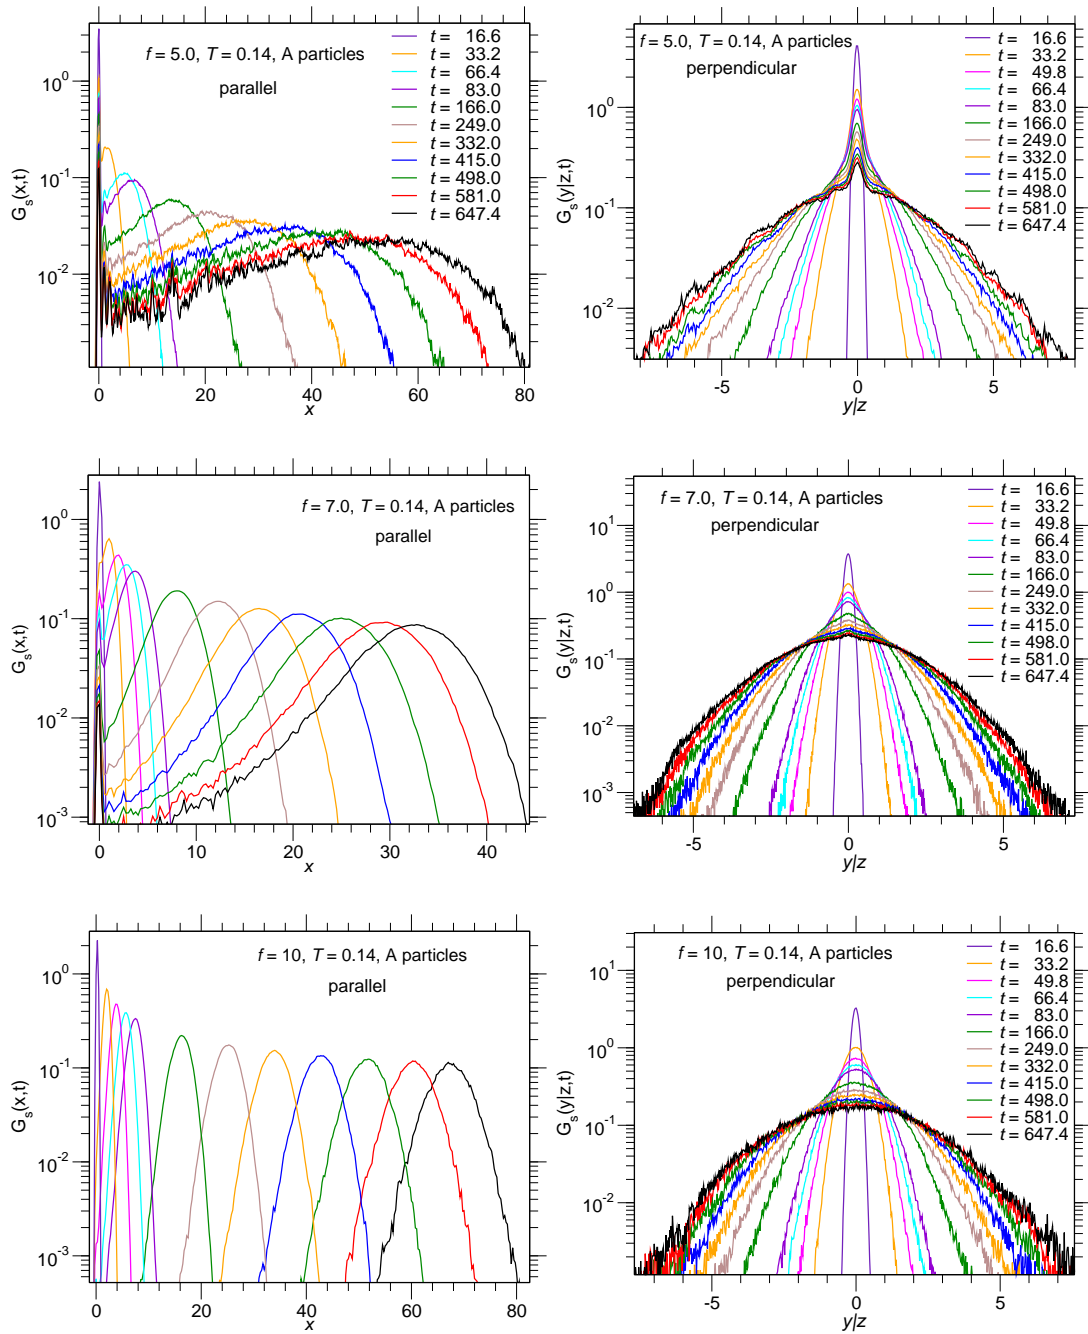 f = 5.0, T = 0.14, A particles
parallel
t = 16.6
t = 33.2
t = 66.4
t = 83.0
t = 166.0
t = 249.0
t = 332.0
t = 415.0
t = 498.0
t = 581.0
t = 647.4
10^0
10^-1
10^-2
G_s(x,t)
0 20 40 60 80
x
f = 5.0, T = 0.14, A particles
perpendicular
t = 16.6
t = 33.2
t = 49.8
t = 66.4
t = 83.0
t = 166.0
t = 249.0
t = 332.0
t = 415.0
t = 498.0
t = 581.0
t = 647.4
10^0
10^-1
10^-2
G_s(y|z,t)
-5 0 5
y|z
f = 7.0, T = 0.14, A particles
parallel
10^0
10^-1
10^-2
10^-3
G_s(x,t)
0 10 20 30 40
x
f = 7.0, T = 0.14, A particles
perpendicular
t = 16.6
t = 33.2
t = 49.8
t = 66.4
t = 83.0
t = 166.0
t = 249.0
t = 332.0
t = 415.0
t = 498.0
t = 581.0
t = 647.4
10^1
10^0
10^-1
10^-2
10^-3
G_s(y|z,t)
-5 0 5
y|z
f = 10, T = 0.14, A particles
parallel
10^0
10^-1
10^-2
10^-3
G_s(x,t)
0 20 40 60 80
x
f = 10, T = 0.14, A particles
perpendicular
t = 16.6
t = 33.2
t = 49.8
t = 66.4
t = 83.0
t = 166.0
t = 249.0
t = 332.0
t = 415.0
t = 498.0
t = 581.0
t = 647.4
10^1
10^0
10^-1
10^-2
G_s(y|z,t)
-5 0 5
y|z